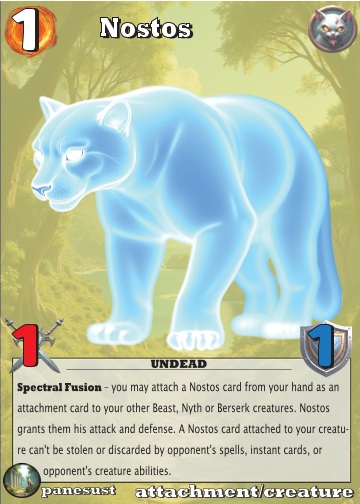 1 Nostos
1 1
UNDEAD
Spectral Fusion - you may attach a Nostos card from your hand as an
attachment card to your other Beast, Nyth or Berserk creatures. Nostos
grants them his attack and defense. A Nostos card attached to your creatu-
re can't be stolen or discarded by opponent's spells, instant cards, or
opponent's creature abilities.
panesust attachment/creature